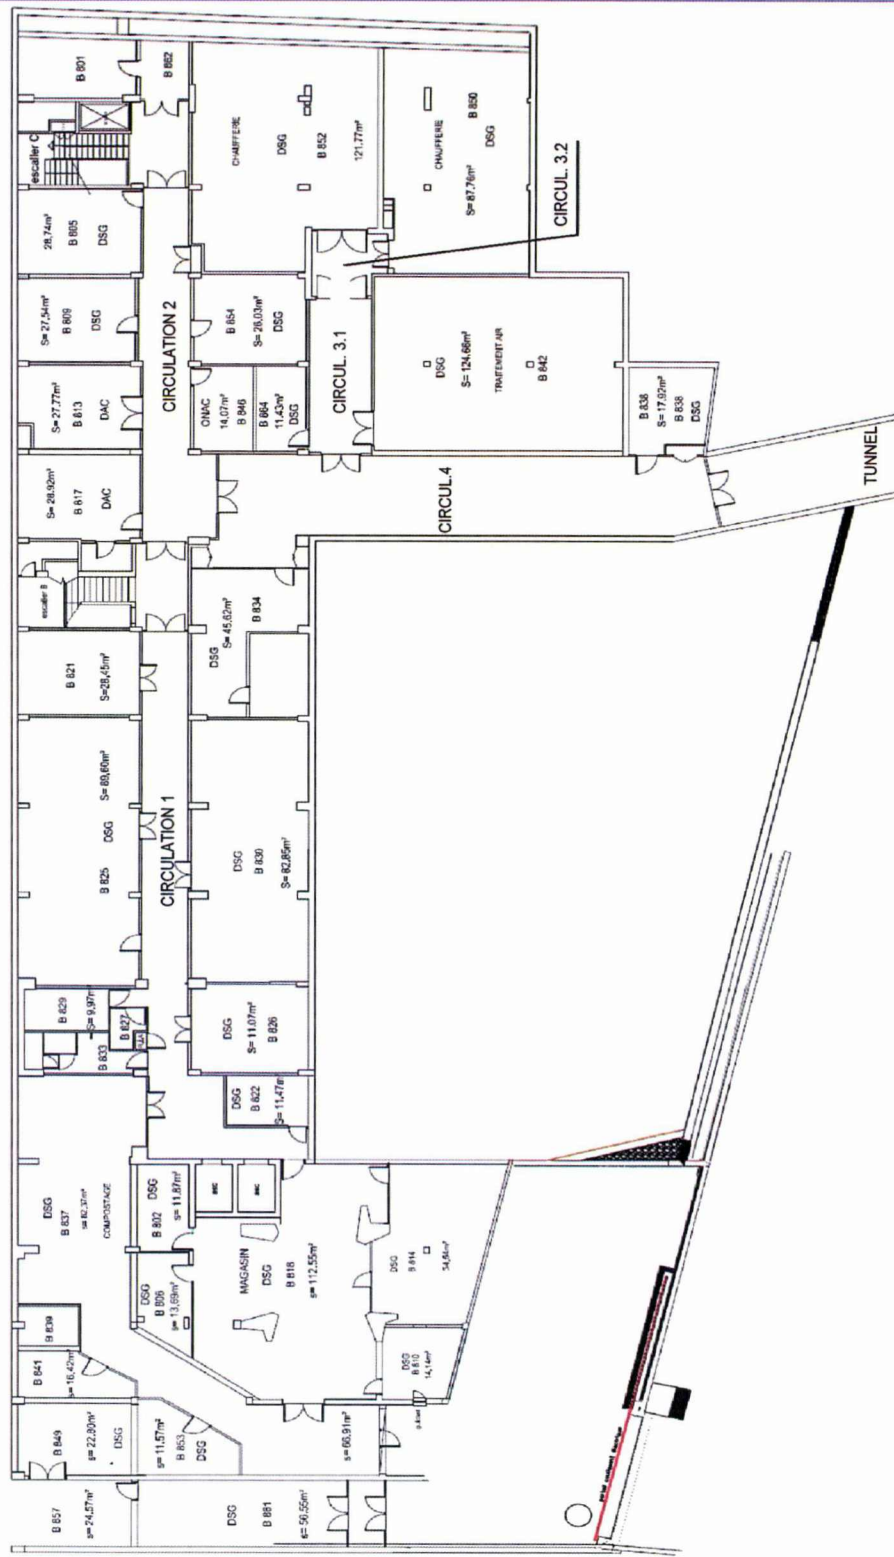 B 857
s=24,57m²
DSG
B 881
s=56,55m²
B 849
s=22,80m²
DSG
s=11,57m²
B 853
DSG
s=66,91m²
B 841
s=16,42m²
B 839
DSG
B 837
s=82,37m²
COMPOSTAGE
DSG
B 806
s=13,69m²
DSG
B 802
s=11,87m²
asc
asc
MAGASIN
DSG
B 818
s=112,55m²
DSG
B 810
14,14m²
DSG
B 814
54,64m²
B 833
B 829
S=9,97m²
B 827
DSG
B 822
S=11,47m²
DSG
S=11,07m²
B 826
B 825
DSG
S=89,60m²
CIRCULATION 1
DSG
B 830
S=82,85m²
B 821
S=28,45m²
escalier B
DSG
S=45,62m²
B 834
S=28,92m²
B 817
DAC
S=27,77m²
B 813
DAC
S=27,54m²
B 809
DSG
28,74m²
B 805
DSG
escalier C
B 801
B 862
CIRCULATION 2
ONAC
14,07m²
B 846
B 864
11,43m²
DSG
B 854
S=26,03m²
DSG
CHAUFFERIE
DSG
B 852
121,77m²
CHAUFFERIE
S=87,76m²
B 850
DSG
CIRCUL. 3.1
CIRCUL. 3.2
DSG
S=124,66m²
TRAITEMENT AIR
B 842
CIRCUL.4
B 838
S=17,92m²
B 838
DSG
TUNNEL